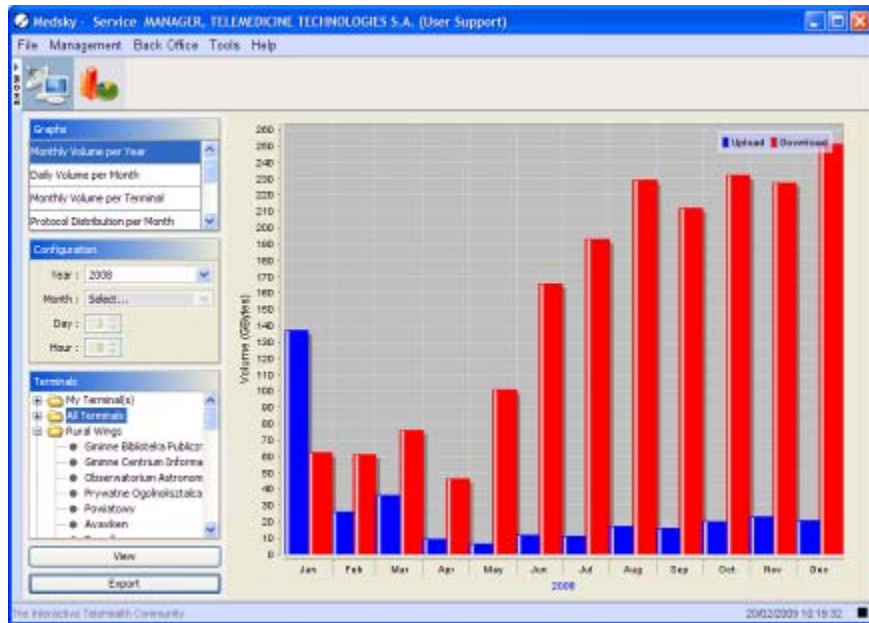 Medsky - Service MANAGER, TELEMEDICINE TECHNOLOGIES S.A. (User Support)
File Management Back Office Tools Help
Graphs
Monthly Volume per Year
Daily Volume per Month
Monthly Volume per Terminal
Protocol Distribution per Month
Configuration
Year : 2008
Month : Select...
Day :
Hour :
Terminals
My Terminal(s)
All Terminals
Rural Wings
Gminne Biblioteka Publiczn
Gminne Centrum Informa
Obserwatorium Astronom
Prywatne Ogolnoksztalca
Powiatowy
Avaviken
View
Export
Upload Download
Volume (GBytes)
260
250
240
230
220
210
200
190
180
170
160
150
140
130
120
110
100
90
80
70
60
50
40
30
20
10
0
Jan Feb Mar Apr May Jun Jul Aug Sep Oct Nov Dec
2008
The Interactive Telehealth Community
20/02/2009 10:19:32